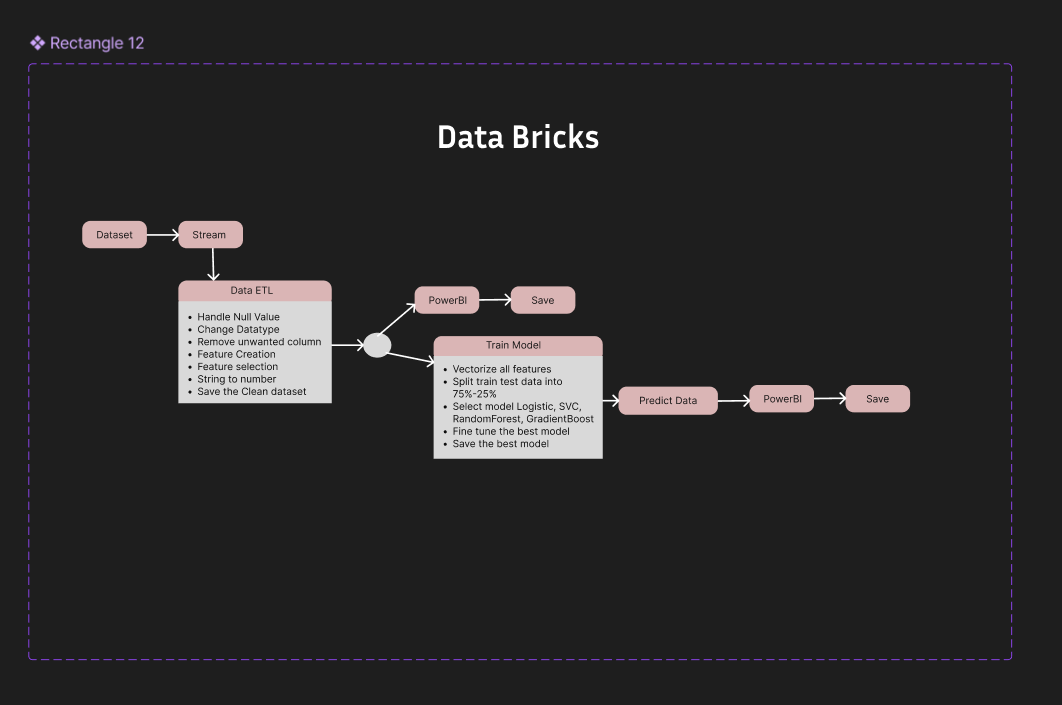 Rectangle 12
Data Bricks
Dataset
Stream
Data ETL
• Handle Null Value
• Change Datatype
• Remove unwanted column
• Feature Creation
• Feature selection
• String to number
• Save the Clean dataset
PowerBI
Save
Train Model
• Vectorize all features
• Split train test data into
75%-25%
• Select model Logistic, SVC,
RandomForest, GradientBoost
• Fine tune the best model
• Save the best model
Predict Data
PowerBI
Save